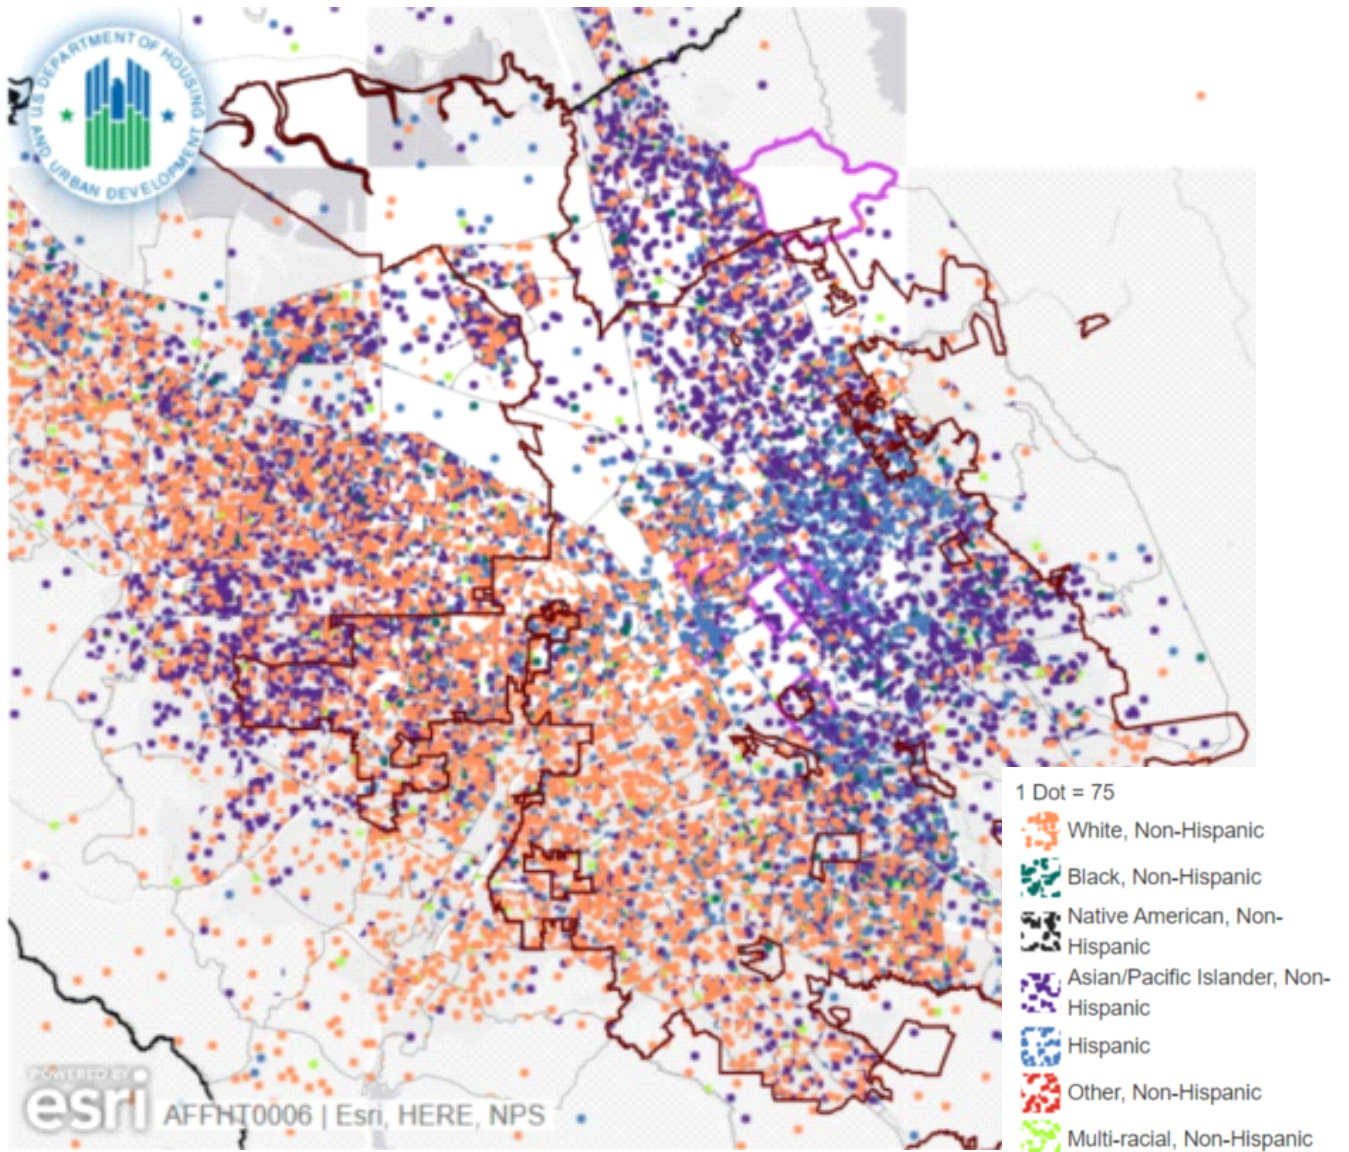 U.S. DEPARTMENT OF HOUSING
AND URBAN DEVELOPMENT
1 Dot = 75
White, Non-Hispanic
Black, Non-Hispanic
Native American, Non-
Hispanic
Asian/Pacific Islander, Non-
Hispanic
Hispanic
Other, Non-Hispanic
Multi-racial, Non-Hispanic
POWERED BY
esri
AFFHT0006 | Esri, HERE, NPS